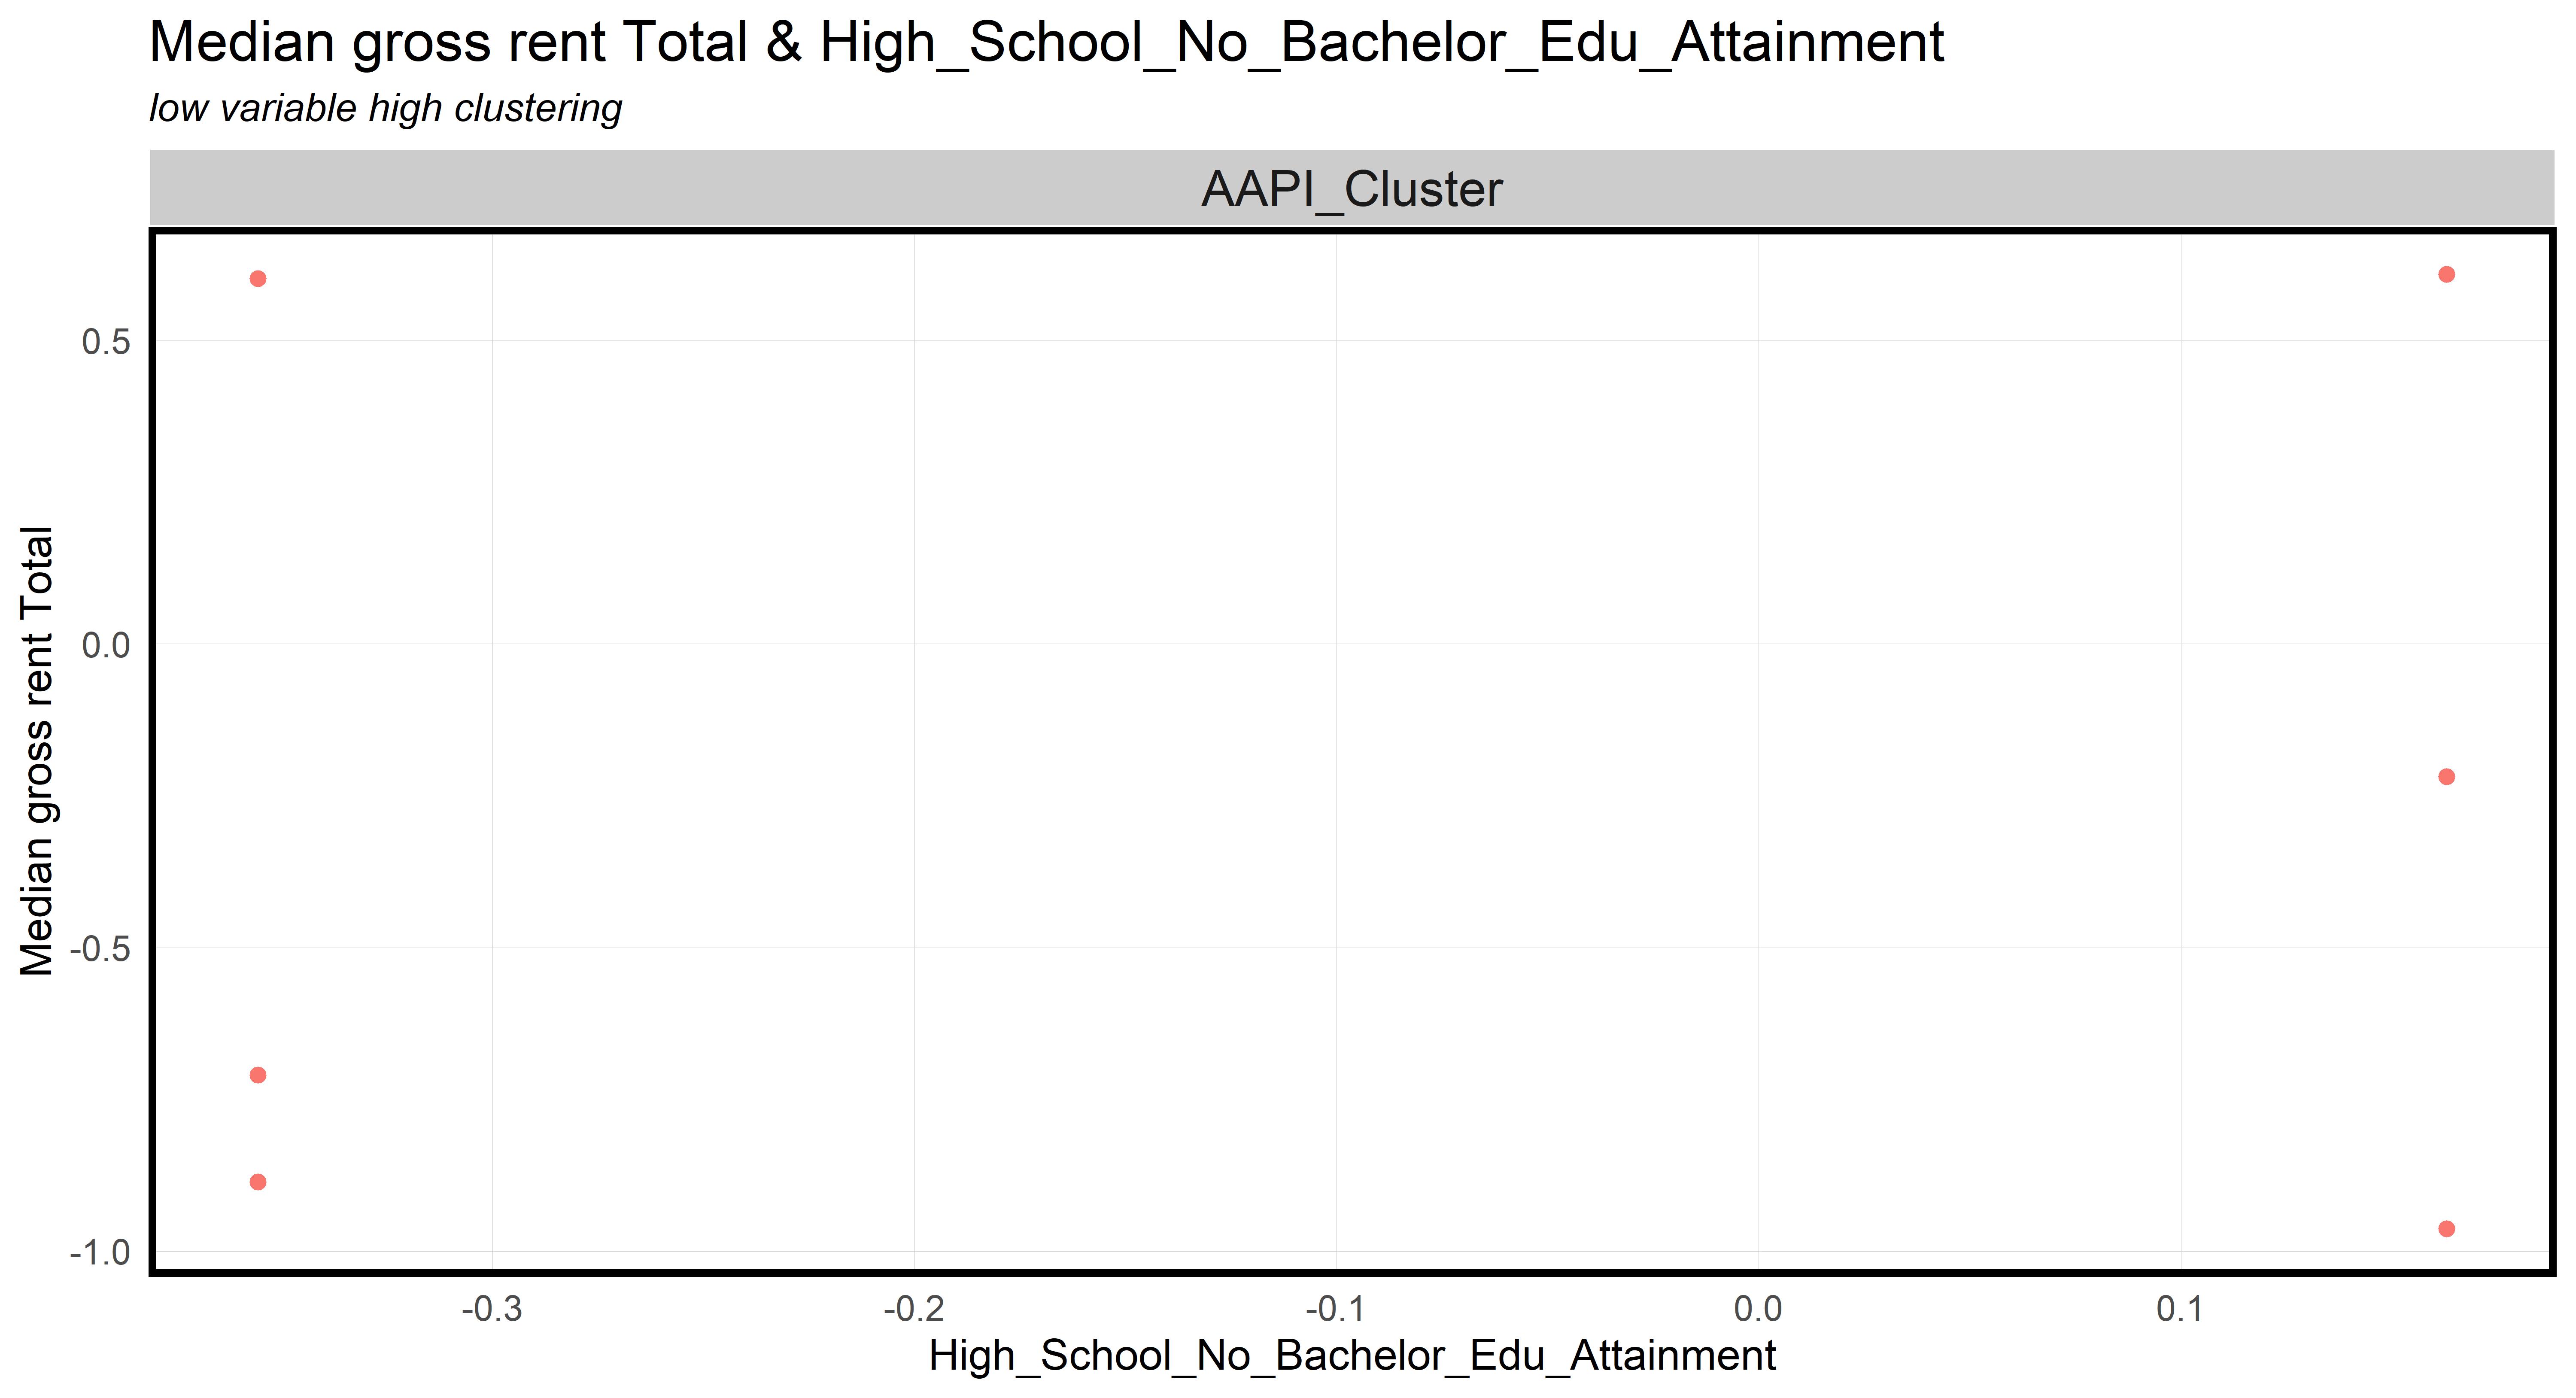 Median gross rent Total & High_School_No_Bachelor_Edu_Attainment
low variable high clustering
AAPI_Cluster
Median gross rent Total
0.5
0.0
-0.5
-1.0
-0.3
-0.2
-0.1
0.0
0.1
High_School_No_Bachelor_Edu_Attainment